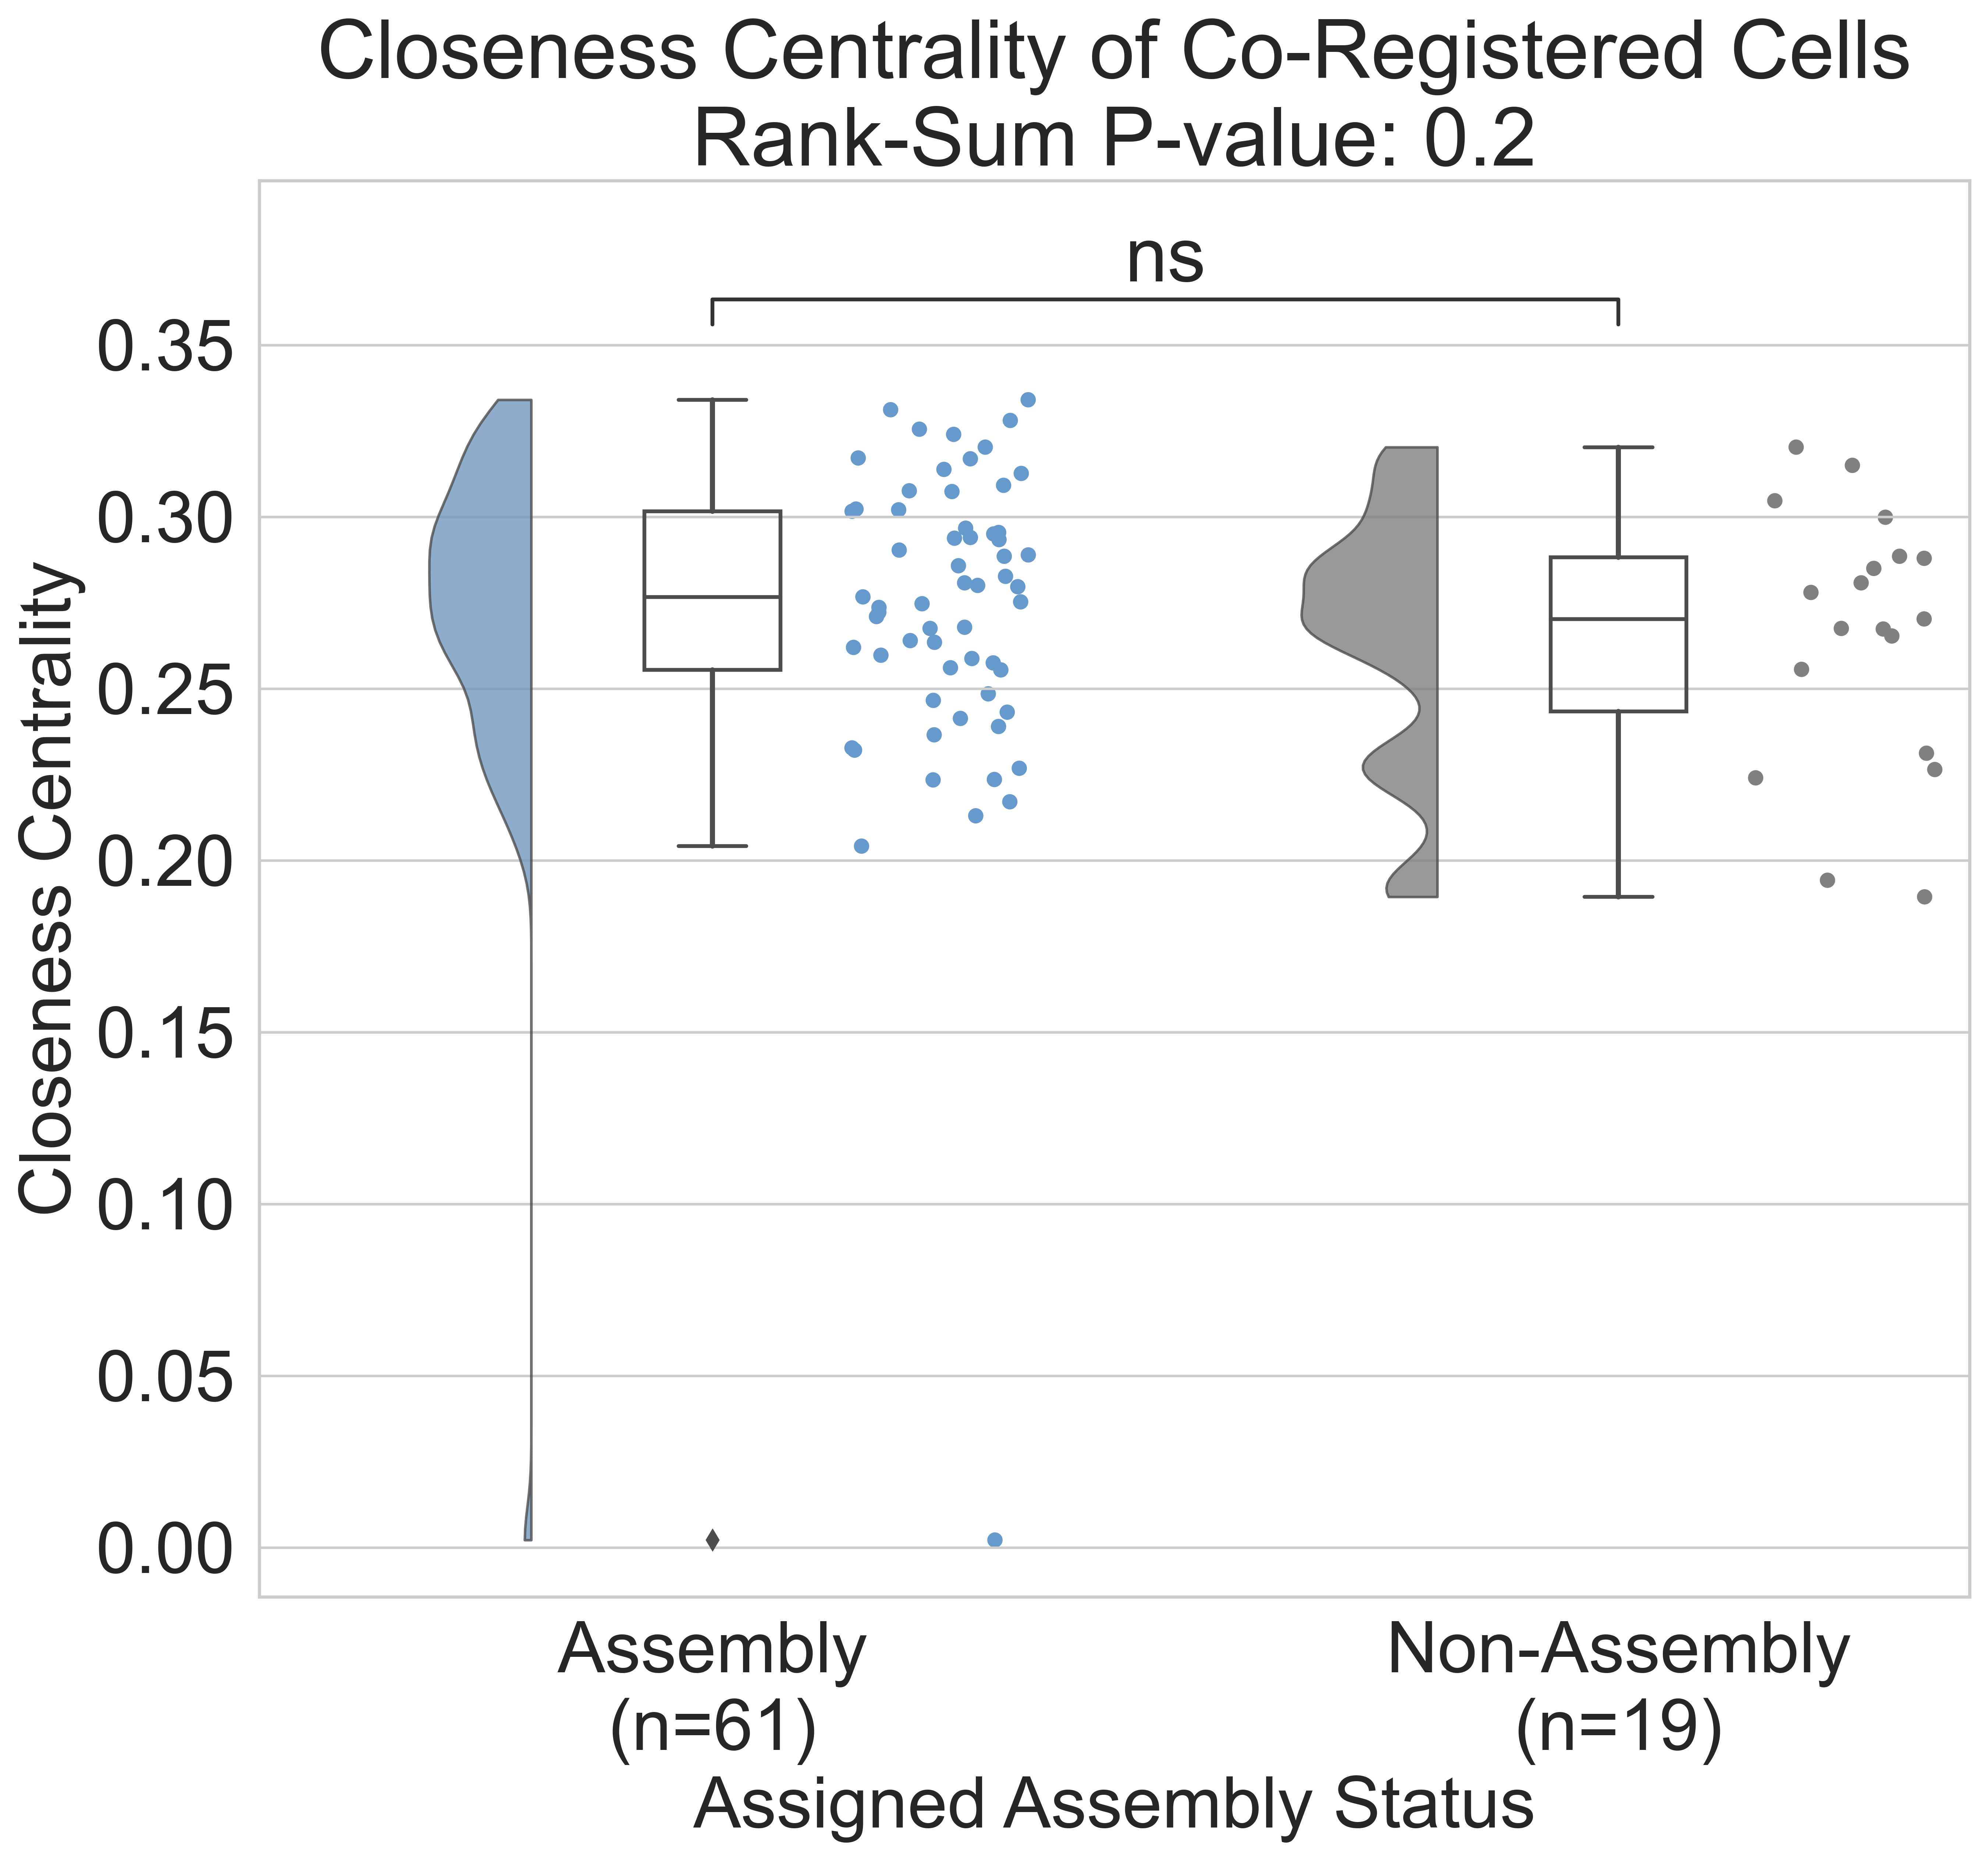 Closeness Centrality of Co-Registered Cells
Rank-Sum P-value: 0.2
ns
0.35
0.30
0.25
0.20
0.15
0.10
0.05
0.00
Closeness Centrality
Assembly
(n=61)
Non-Assembly
(n=19)
Assigned Assembly Status